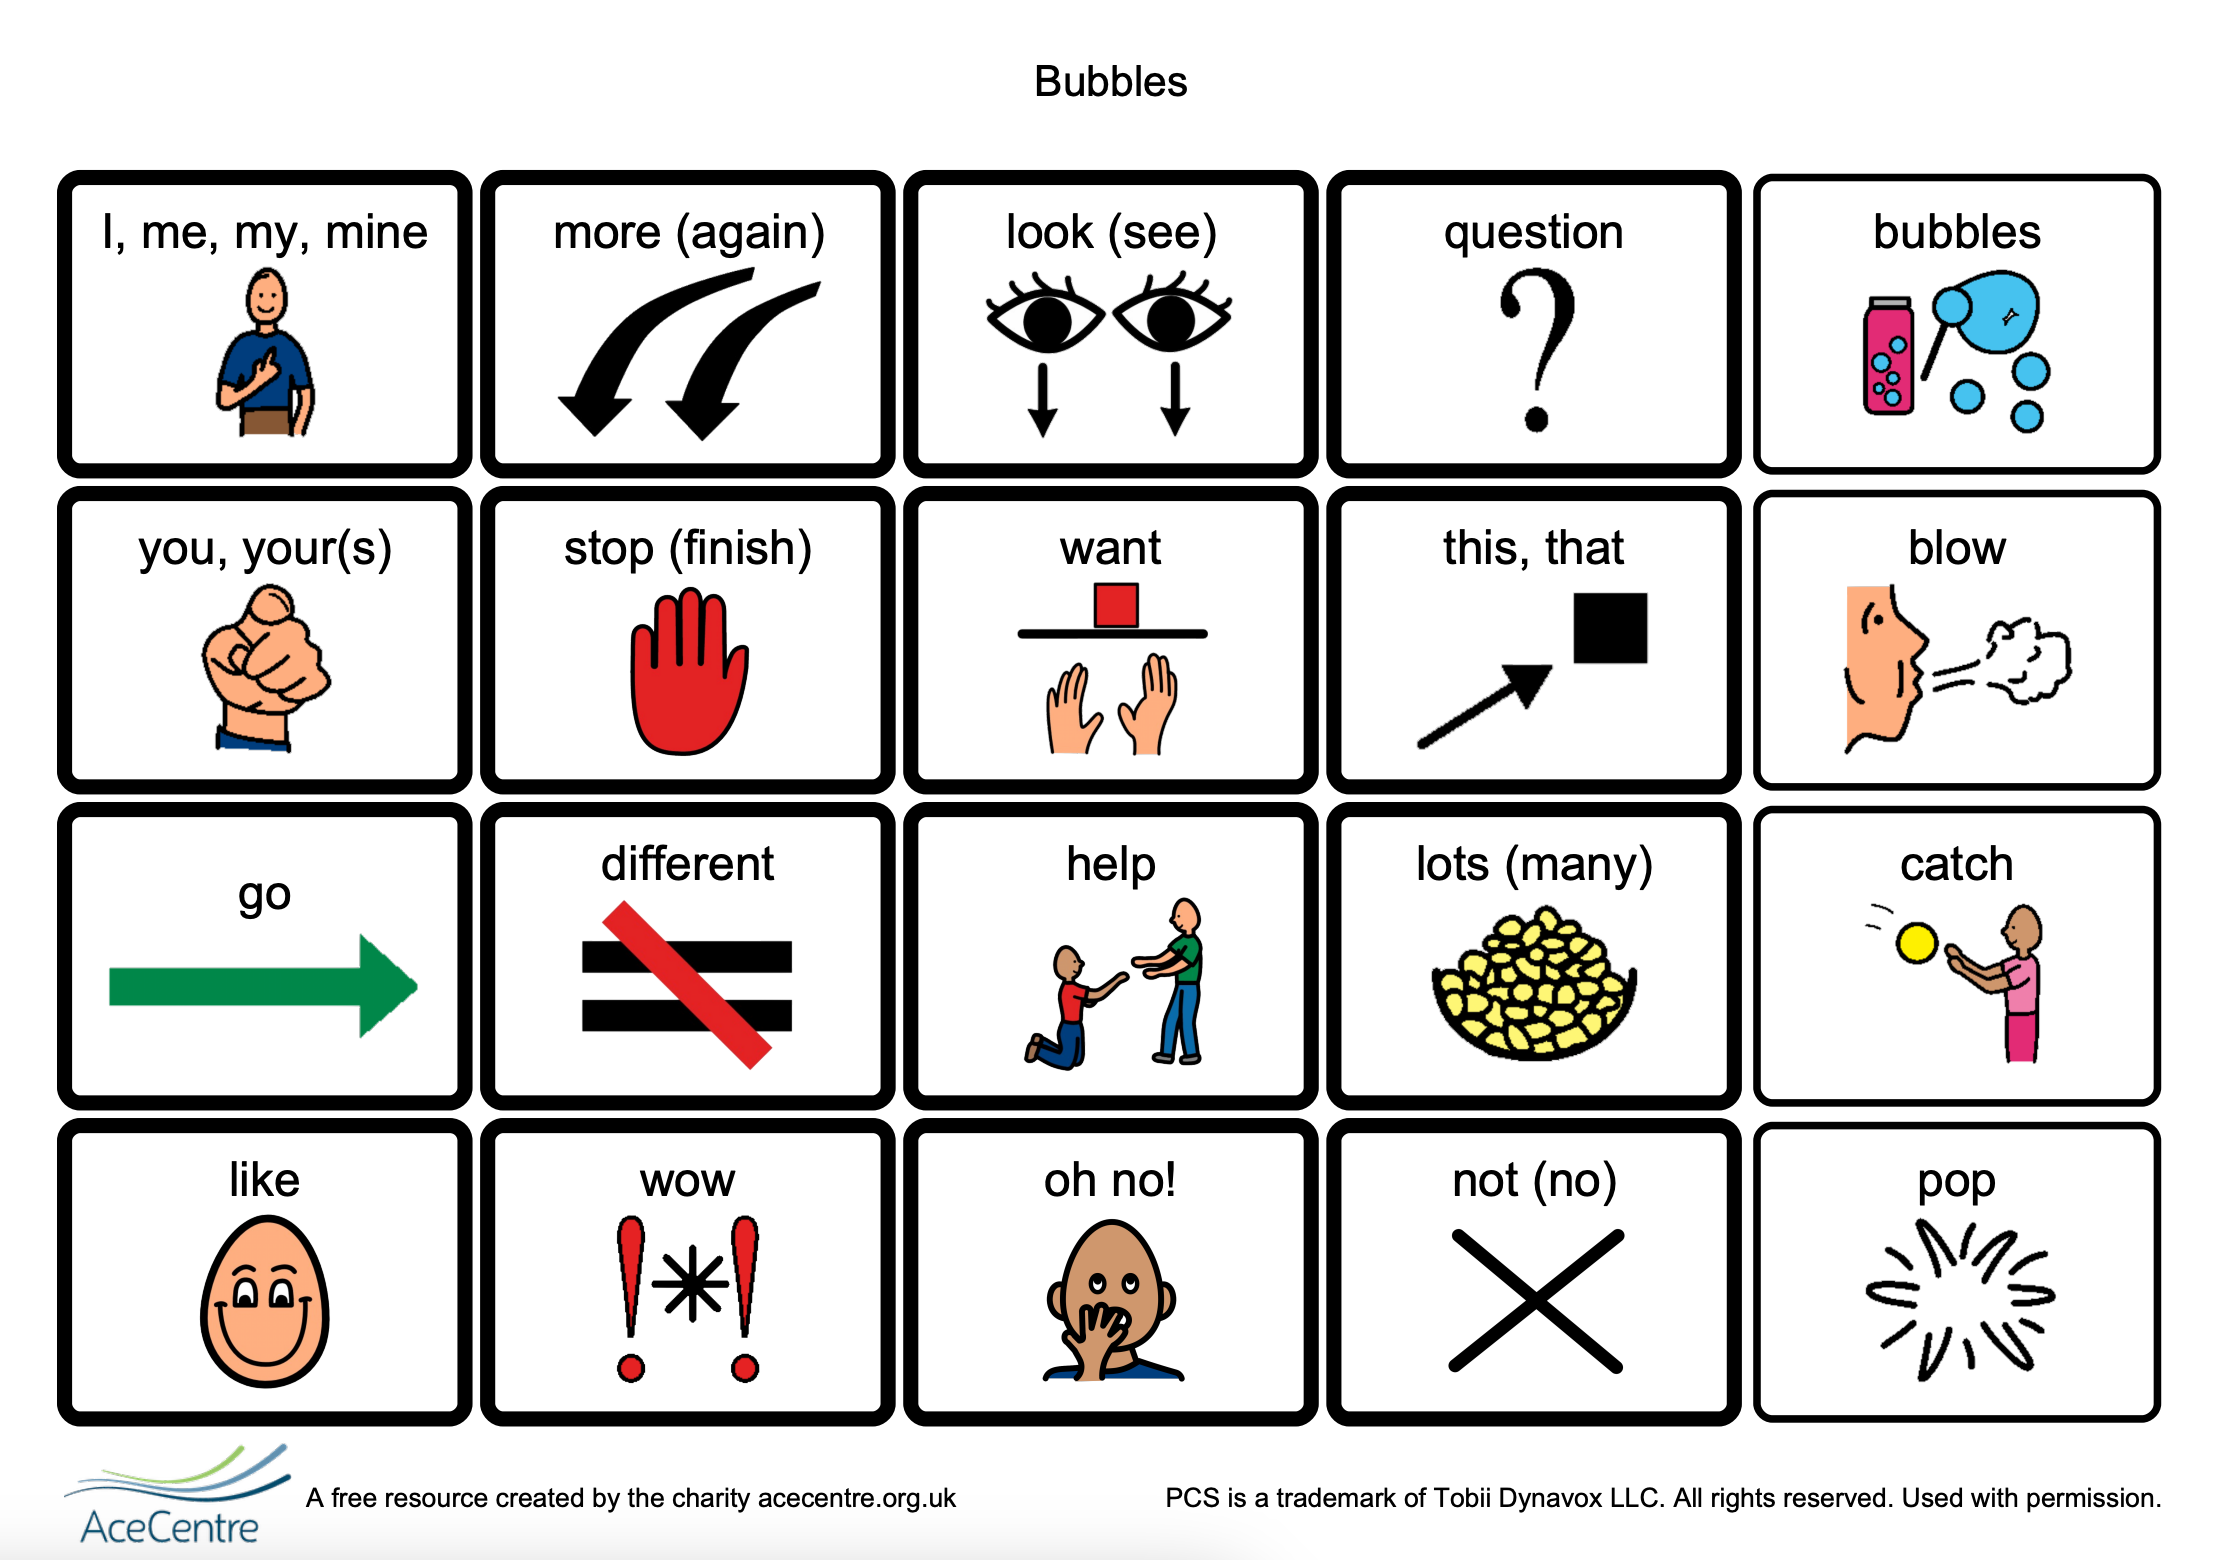 Bubbles
I, me, my, mine
more (again)
look (see)
question
bubbles
you, your(s)
stop (finish)
want
this, that
blow
go
different
help
lots (many)
catch
like
wow
oh no!
not (no)
pop
AceCentre
A free resource created by the charity acecentre.org.uk
PCS is a trademark of Tobii Dynavox LLC. All rights reserved. Used with permission.